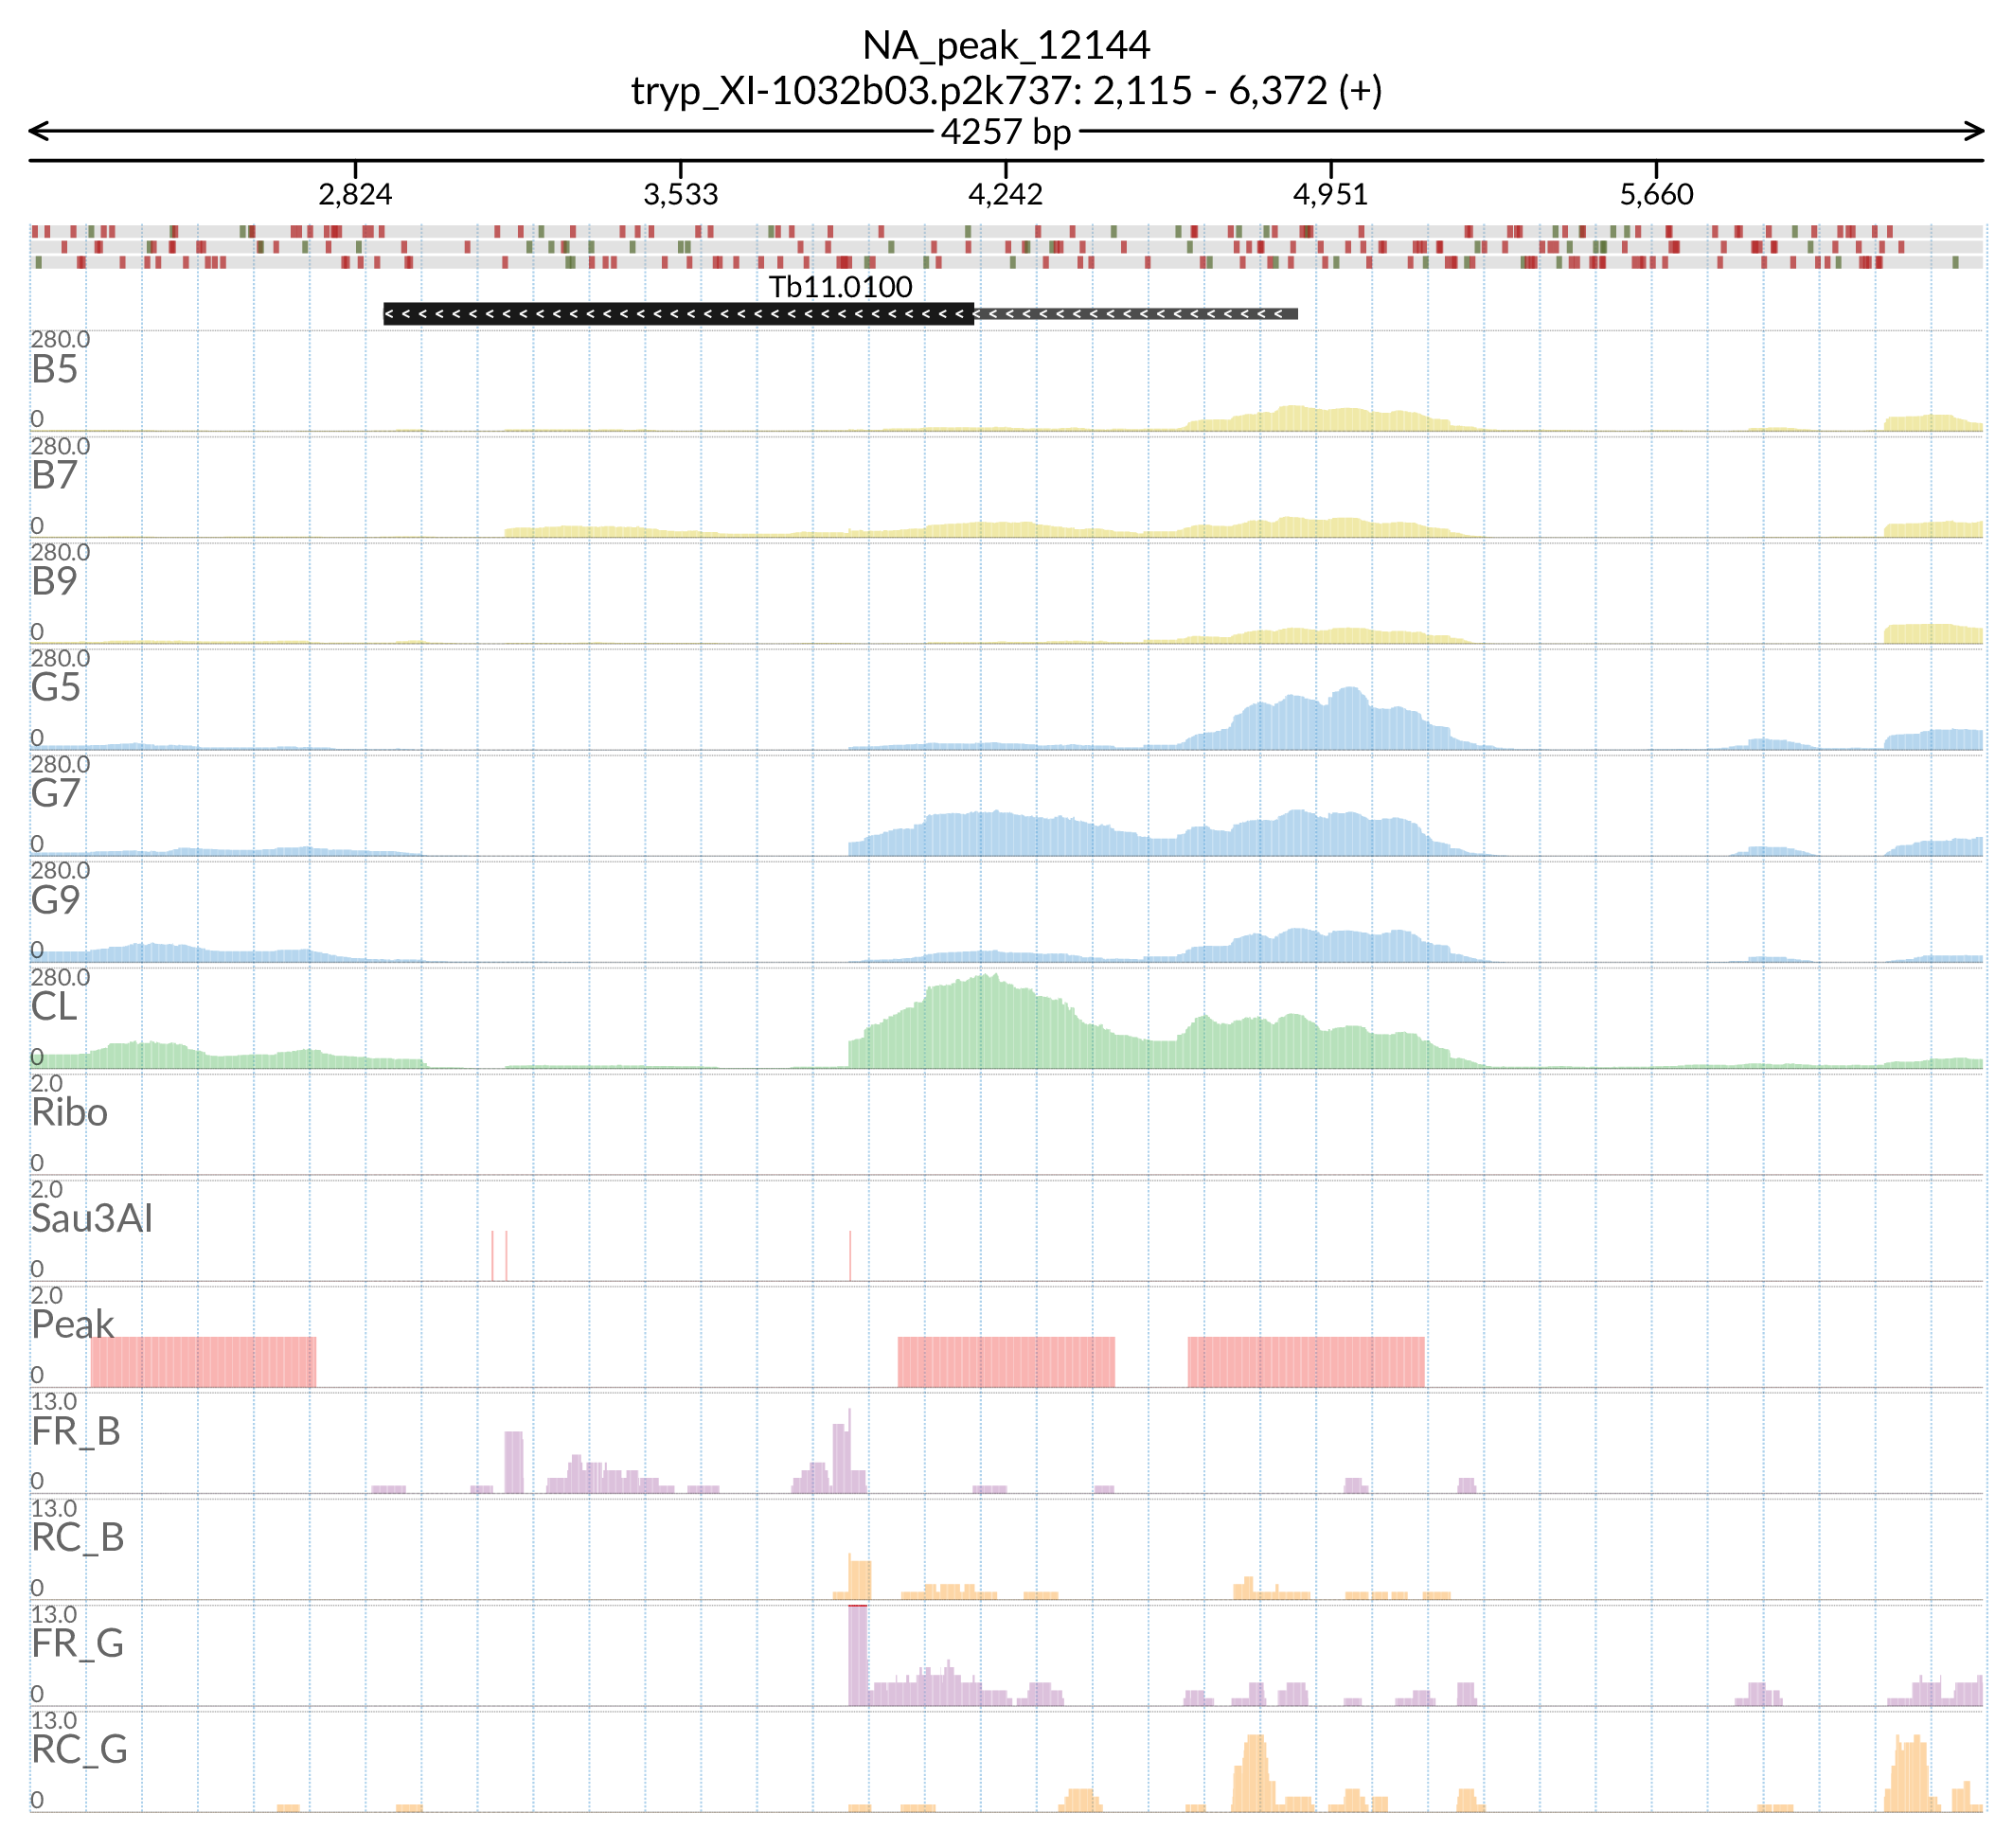 NA_peak_12144
tryp_XI-1032b03.p2k737: 2,115 - 6,372 (+)
4257 bp
2,824 3,533 4,242 4,951 5,660
Tb11.0100
280.0
B5
0
280.0
B7
0
280.0
B9
0
280.0
G5
0
280.0
G7
0
280.0
G9
0
280.0
CL
0
2.0
Ribo
0
2.0
Sau3AI
0
2.0
Peak
0
13.0
FR_B
0
13.0
RC_B
0
13.0
FR_G
0
13.0
RC_G
0